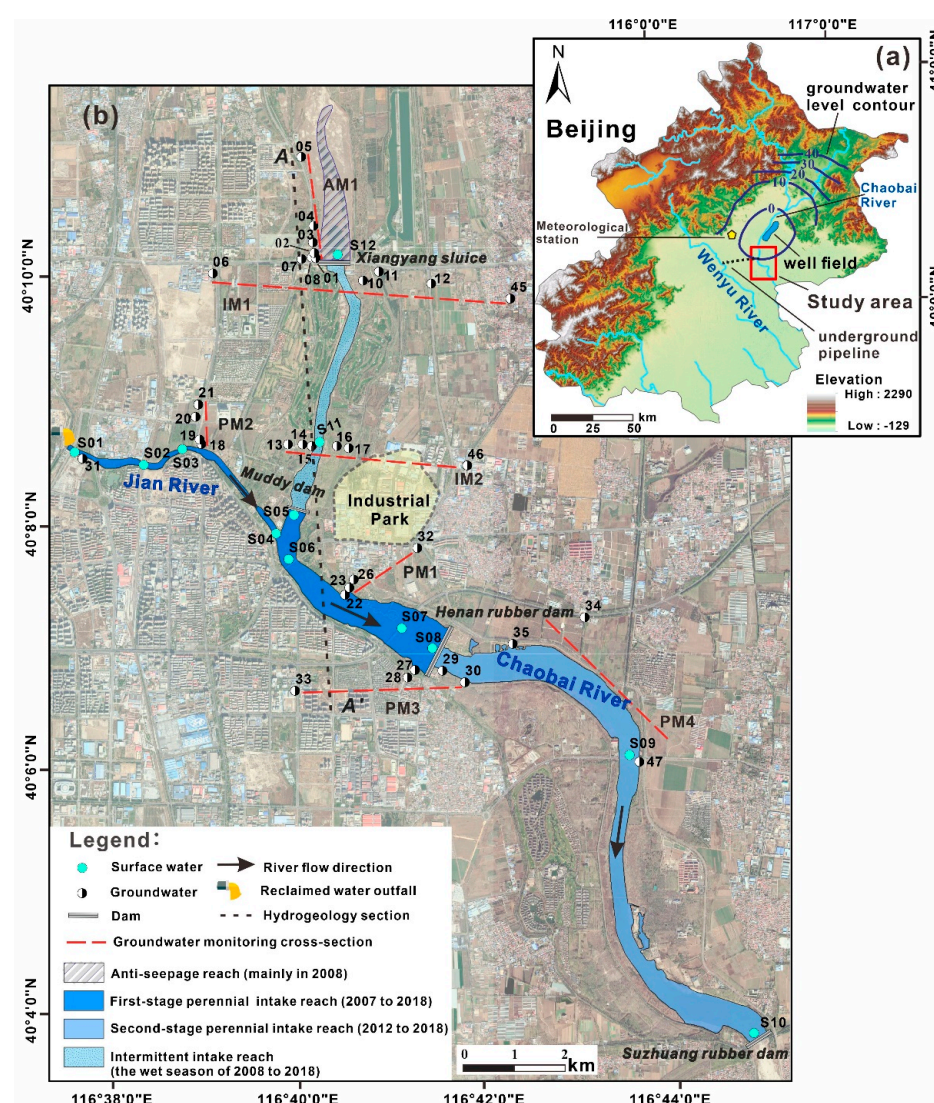 116°0'0"E
117°0'0"E
(a)
N
groundwater
level contour
Beijing
40
30
20
10
0
Chaobai
River
Meteorological
station
well field
Wenyu River
Study area
underground
pipeline
Elevation
High : 2290
Low : -129
0 25 50
km
40°0'0"N
(b)
A
05
AM1
04
03
02
S12
Xiangyang sluice
07
08
01
06
11
10
12
45
IM1
40°10'0"N
21
20
PM2
19
18
S01
31
S02
S03
Jian River
13
14
15
S11
16
17
46
IM2
Muddy dam
Industrial
Park
S05
S04
S06
40°8'0"N
32
PM1
23
26
22
Henan rubber dam
34
S07
S08
35
27
28
29
30
Chaobai River
33
A'
PM3
PM4
S09
47
40°6'0"N
Legend:
Surface water
River flow direction
Groundwater
Reclaimed water outfall
Dam
Hydrogeology section
Groundwater monitoring cross-section
Anti-seepage reach (mainly in 2008)
First-stage perennial intake reach (2007 to 2018)
Second-stage perennial intake reach (2012 to 2018)
Intermittent intake reach
(the wet season of 2008 to 2018)
40°4'0"N
S10
Suzhuang rubber dam
0 1 2
km
116°38'0"E
116°40'0"E
116°42'0"E
116°44'0"E